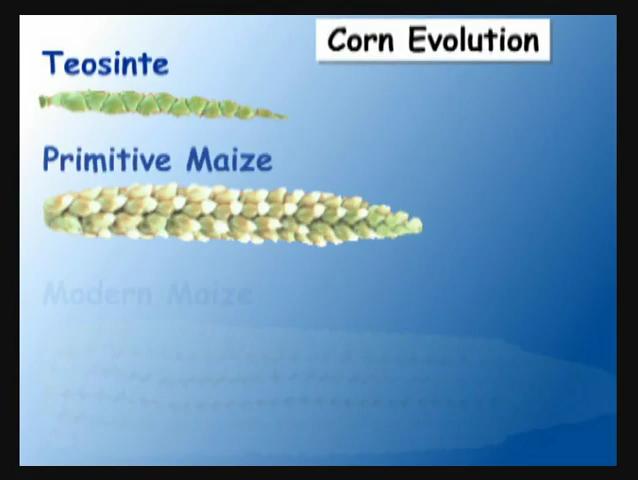 Corn Evolution
Teosinte
Primitive Maize
Modern Maize